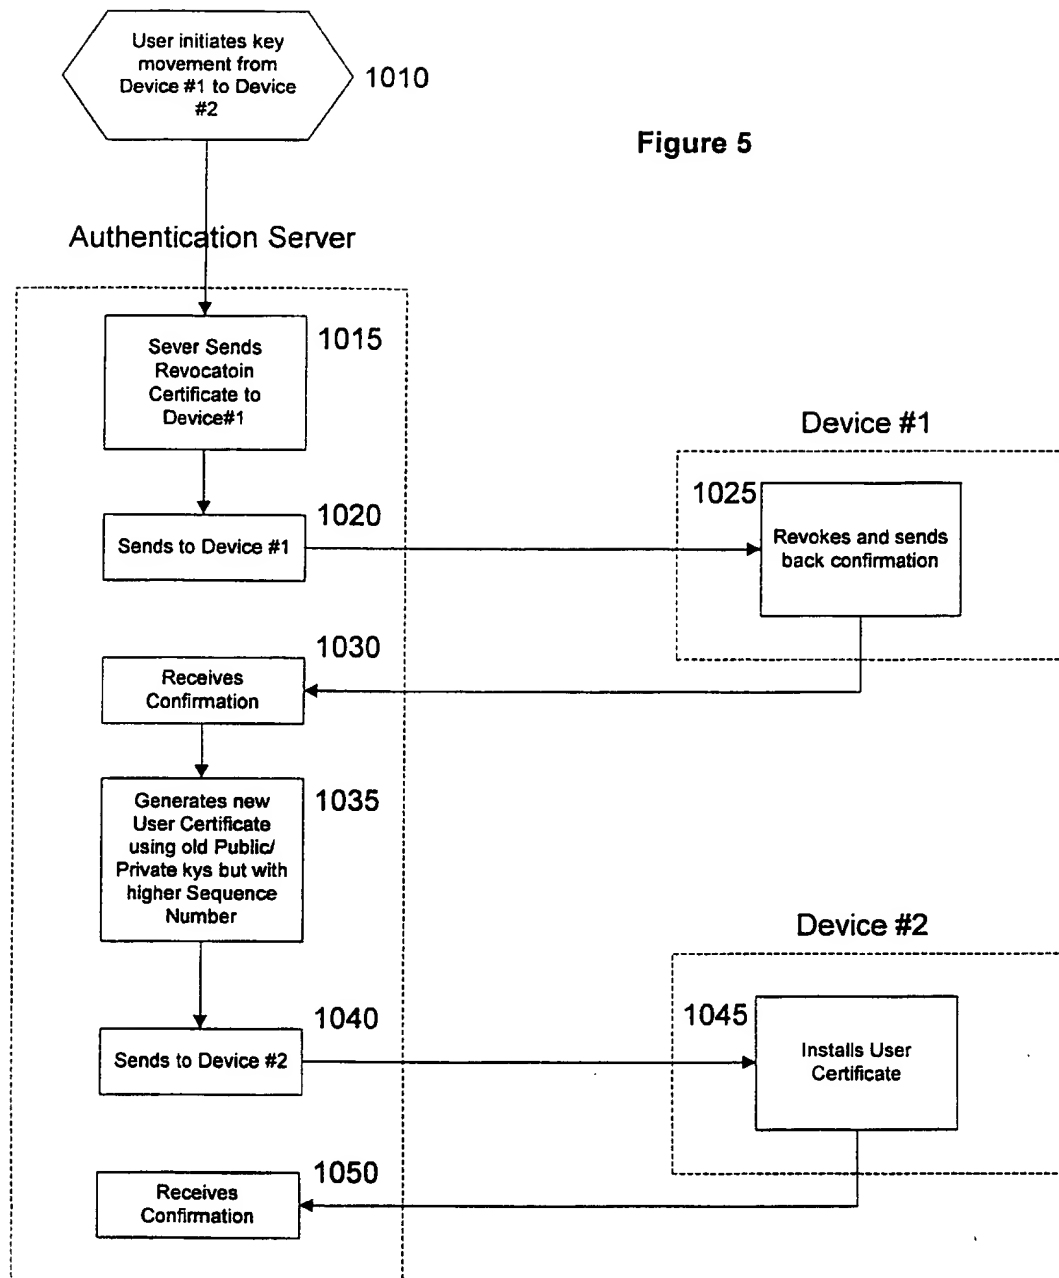 User initiates key
movement from
Device #1 to Device
#2
1010
Figure 5
Authentication Server
1015
Sever Sends
Revocatoin
Certificate to
Device#1
Device #1
1020
Sends to Device #1
1025
Revokes and sends
back confirmation
1030
Receives
Confirmation
1035
Generates new
User Certificate
using old Public/
Private kys but with
higher Sequence
Number
Device #2
1040
Sends to Device #2
1045
Installs User
Certificate
1050
Receives
Confirmation